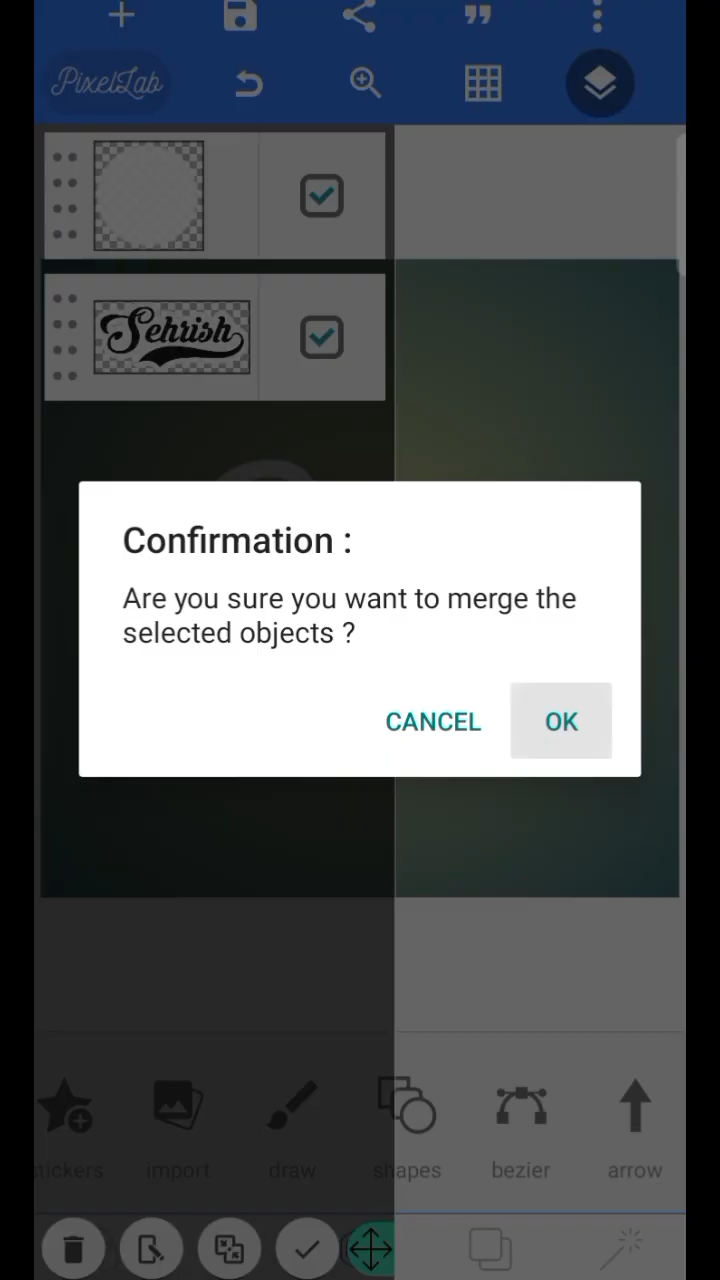 PixelLab
Sehrish
Confirmation :
Are you sure you want to merge the
selected objects ?
CANCEL OK
stickers import draw shapes bezier arrow